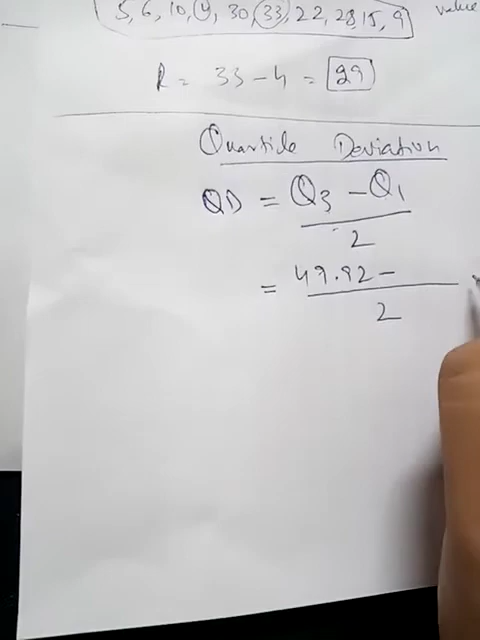 5, 6, 10, 4, 30, 33, 22, 28, 15, 9
value
R = 33 - 4 = 29
Quartile Deviation
QD = Q3 - Q1
2
= 49.92 -
2